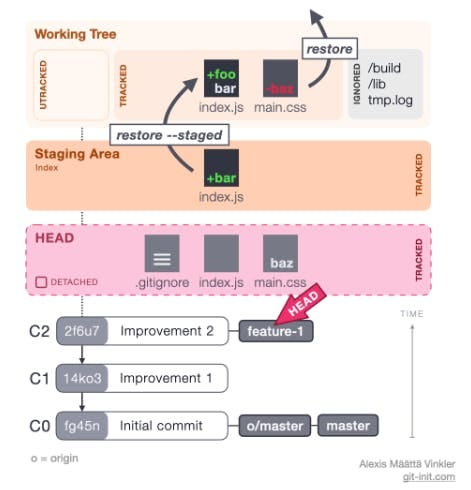 Working Tree
UTRACKED
TRACKED
+foo
bar
index.js
-baz
main.css
restore
IGNORED
/build
/lib
tmp.log
restore --staged
Staging Area
Index
+bar
index.js
TRACKED
HEAD
DETACHED
.gitignore
index.js
baz
main.css
TRACKED
HEAD
TIME
C2 2f6u7 Improvement 2 feature-1
C1 14ko3 Improvement 1
C0 fg45n Initial commit o/master master
o = origin
Alexis Määttä Vinkler
git-init.com